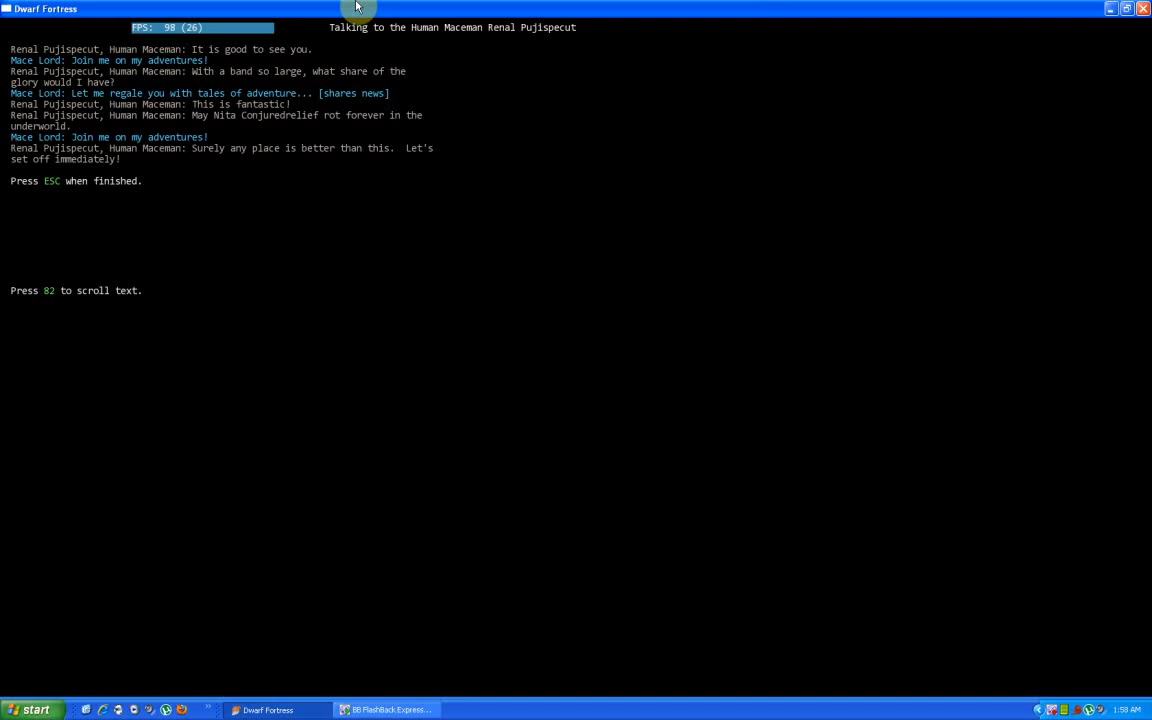 Dwarf Fortress
FPS:  98 (26)
Talking to the Human Maceman Renal Pujispecut
Renal Pujispecut, Human Maceman: It is good to see you.
Mace Lord: Join me on my adventures!
Renal Pujispecut, Human Maceman: With a band so large, what share of the
glory would I have?
Mace Lord: Let me regale you with tales of adventure... [shares news]
Renal Pujispecut, Human Maceman: This is fantastic!
Renal Pujispecut, Human Maceman: May Nita Conjuredrelief rot forever in the
underworld.
Mace Lord: Join me on my adventures!
Renal Pujispecut, Human Maceman: Surely any place is better than this.  Let's
set off immediately!
Press ESC when finished.
Press 82 to scroll text.
start
Dwarf Fortress
BB FlashBack Express...
1:58 AM